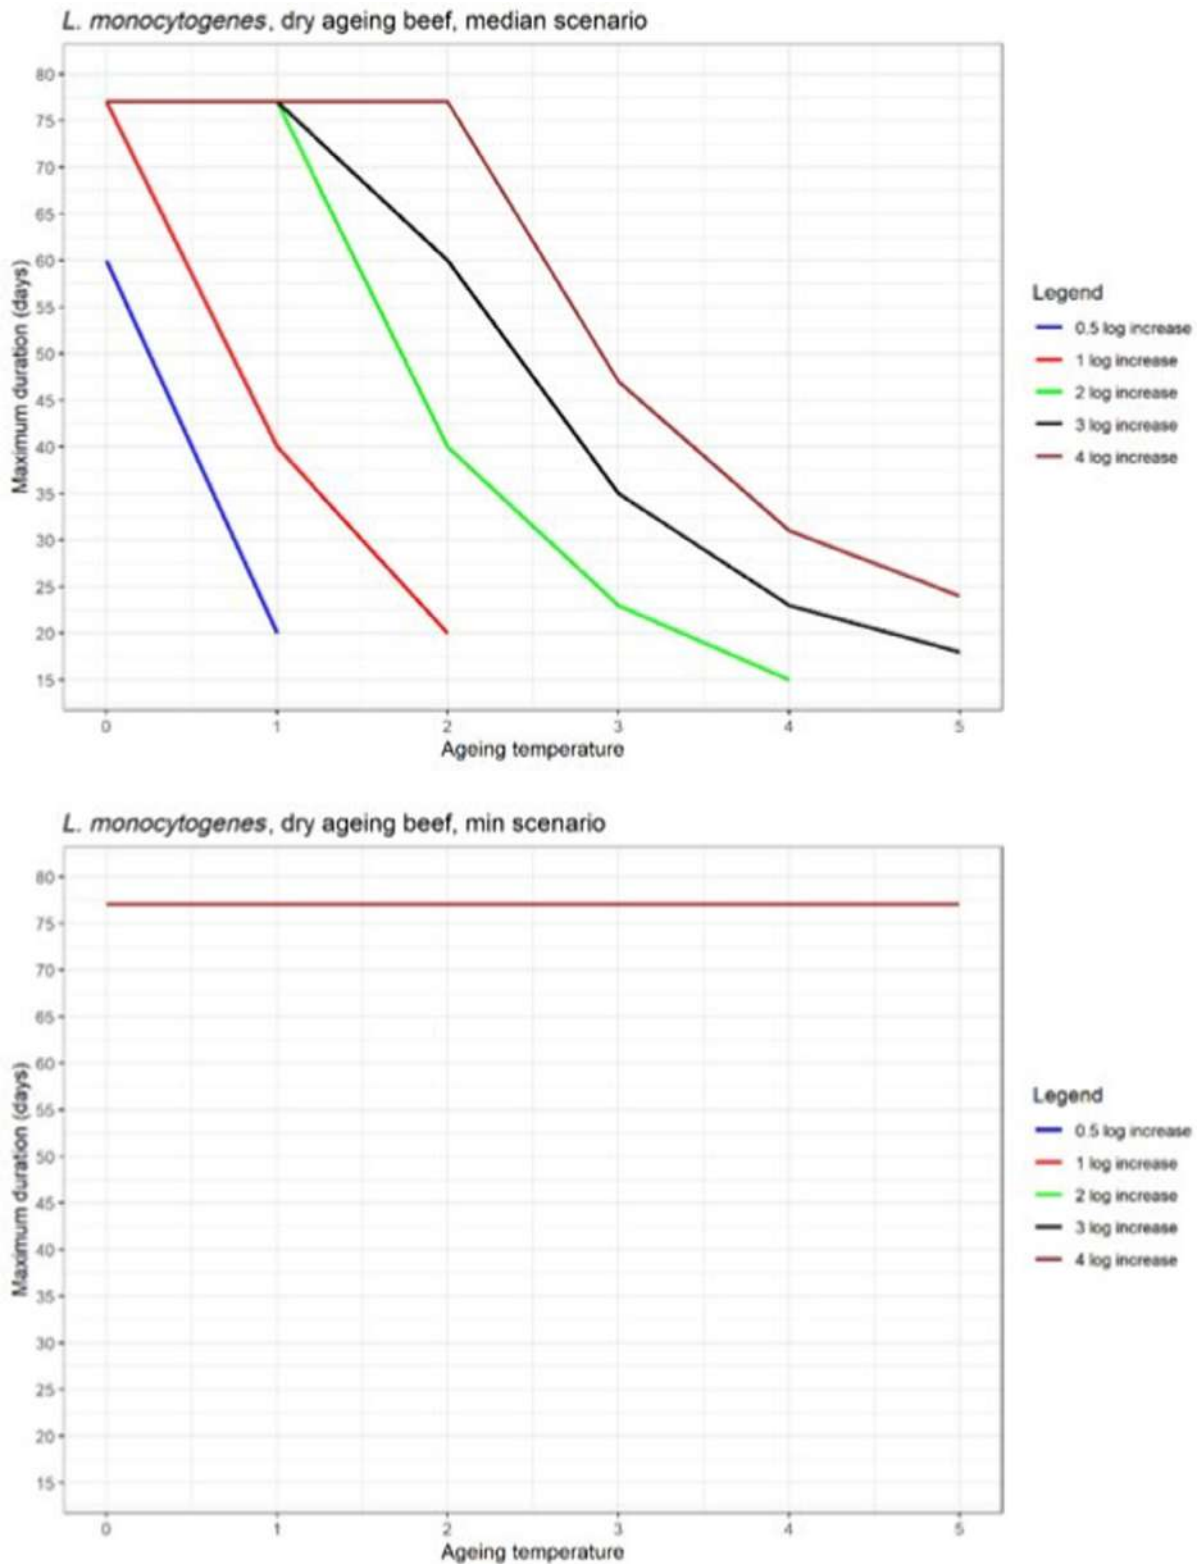 L. monocytogenes, dry ageing beef, median scenario
80
75
70
65
60
55
50
45
40
35
30
25
20
15
Maximum duration (days)
0 1 2 3 4 5
Ageing temperature
Legend
0.5 log increase
1 log increase
2 log increase
3 log increase
4 log increase
L. monocytogenes, dry ageing beef, min scenario
80
75
70
65
60
55
50
45
40
35
30
25
20
15
Maximum duration (days)
0 1 2 3 4 5
Ageing temperature
Legend
0.5 log increase
1 log increase
2 log increase
3 log increase
4 log increase